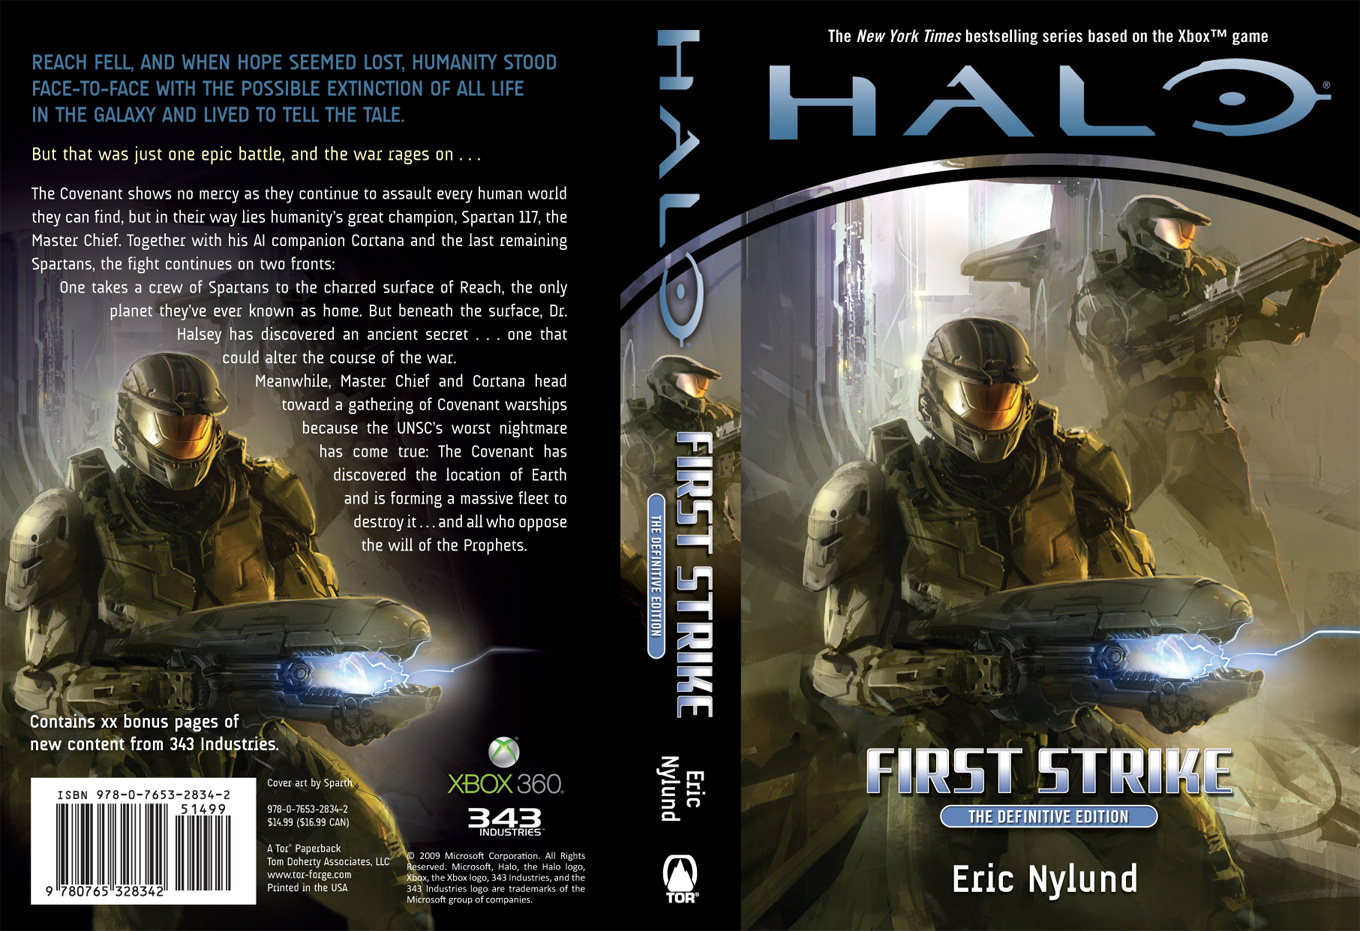 REACH FELL, AND WHEN HOPE SEEMED LOST, HUMANITY STOOD
FACE-TO-FACE WITH THE POSSIBLE EXTINCTION OF ALL LIFE
IN THE GALAXY AND LIVED TO TELL THE TALE.
But that was just one epic battle, and the war rages on . . .
The Covenant shows no mercy as they continue to assault every human world
they can find, but in their way lies humanity's great champion, Spartan 117, the
Master Chief. Together with his AI companion Cortana and the last remaining
Spartans, the fight continues on two fronts:
One takes a crew of Spartans to the charred surface of Reach, the only
planet they've ever known as home. But beneath the surface, Dr.
Halsey has discovered an ancient secret . . . one that
could alter the course of the war.
Meanwhile, Master Chief and Cortana head
toward a gathering of Covenant warships
because the UNSC's worst nightmare
has come true: The Covenant has
discovered the location of Earth
and is forming a massive fleet to
destroy it . . . and all who oppose
the will of the Prophets.
Contains xx bonus pages of
new content from 343 Industries.
ISBN 978-0-7653-2834-2
51499
9 780765 328342
Cover art by Sparth
978-0-7653-2834-2
$14.99 ($16.99 CAN)
A Tor® Paperback
Tom Doherty Associates, LLC
www.tor-forge.com
Printed in the USA
XBOX 360®
343
INDUSTRIES™
© 2009 Microsoft Corporation. All Rights
Reserved. Microsoft, Halo, the Halo logo,
Xbox, the Xbox logo, 343 Industries, and the
343 Industries logo are trademarks of the
Microsoft group of companies.
HALO®
FIRST STRIKE
THE DEFINITIVE EDITION
Eric
Nylund
TOR®
The New York Times bestselling series based on the Xbox™ game
HALO®
FIRST STRIKE
THE DEFINITIVE EDITION
Eric Nylund